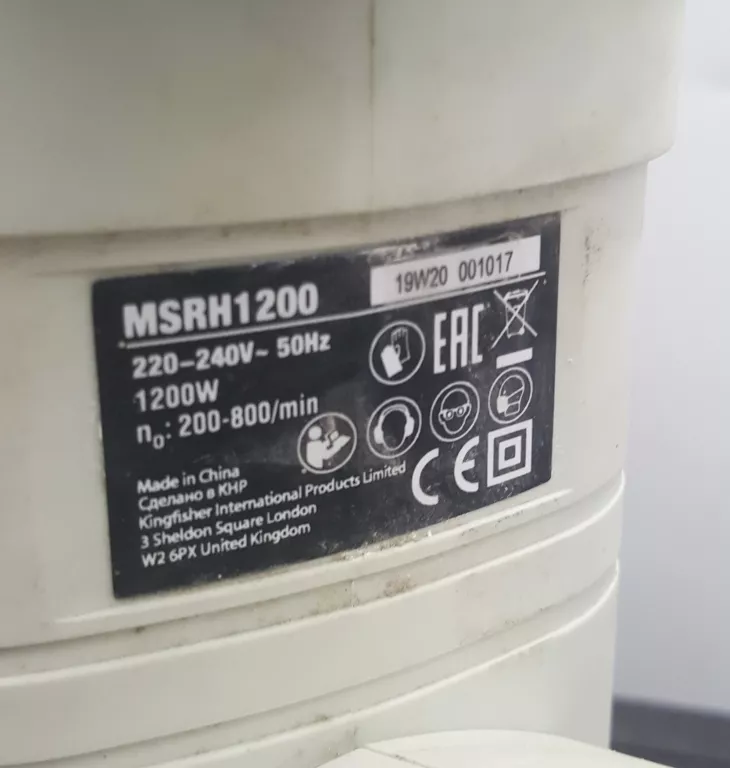 MSRH1200
19W20 001017
220-240V~ 50Hz
1200W
n₀: 200-800/min
EAC
CE
Made in China
Сделано в КНР
Kingfisher International Products Limited
3 Sheldon Square London
W2 6PX United Kingdom